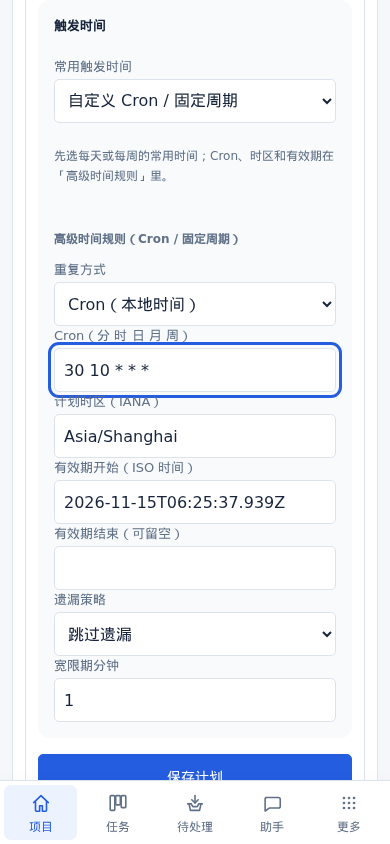 触发时间
常用触发时间
自定义 Cron / 固定周期
先选每天或每周的常用时间；Cron、时区和有效期在
「高级时间规则」里。
高级时间规则（Cron / 固定周期）
重复方式
Cron（本地时间）
Cron（分 时 日 月 周）
30 10 * * *
计划时区（IANA）
Asia/Shanghai
有效期开始（ISO 时间）
2026-11-15T06:25:37.939Z
有效期结束（可留空）
遗漏策略
跳过遗漏
宽限期分钟
1
保存计划
项目
任务
待处理
助手
更多